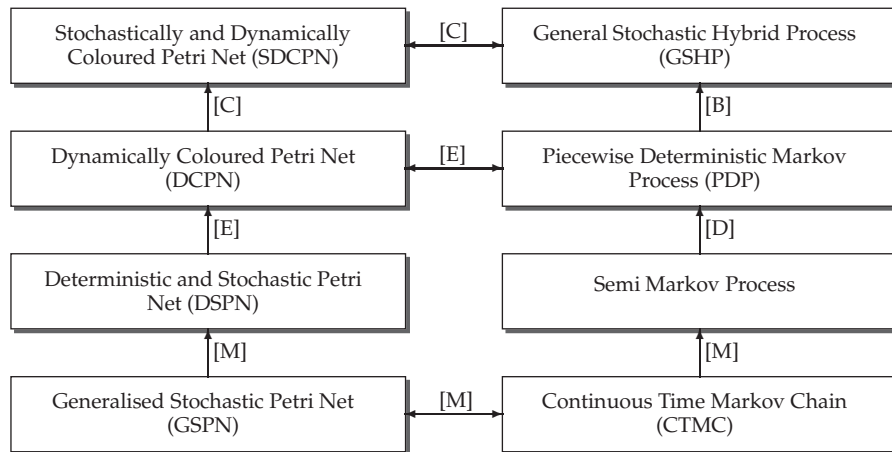 Stochastically and Dynamically
Coloured Petri Net (SDCPN)
[C]
General Stochastic Hybrid Process
(GSHP)
[C]
[B]
Dynamically Coloured Petri Net
(DCPN)
[E]
Piecewise Deterministic Markov
Process (PDP)
[E]
[D]
Deterministic and Stochastic Petri
Net (DSPN)
Semi Markov Process
[M]
[M]
Generalised Stochastic Petri Net
(GSPN)
[M]
Continuous Time Markov Chain
(CTMC)